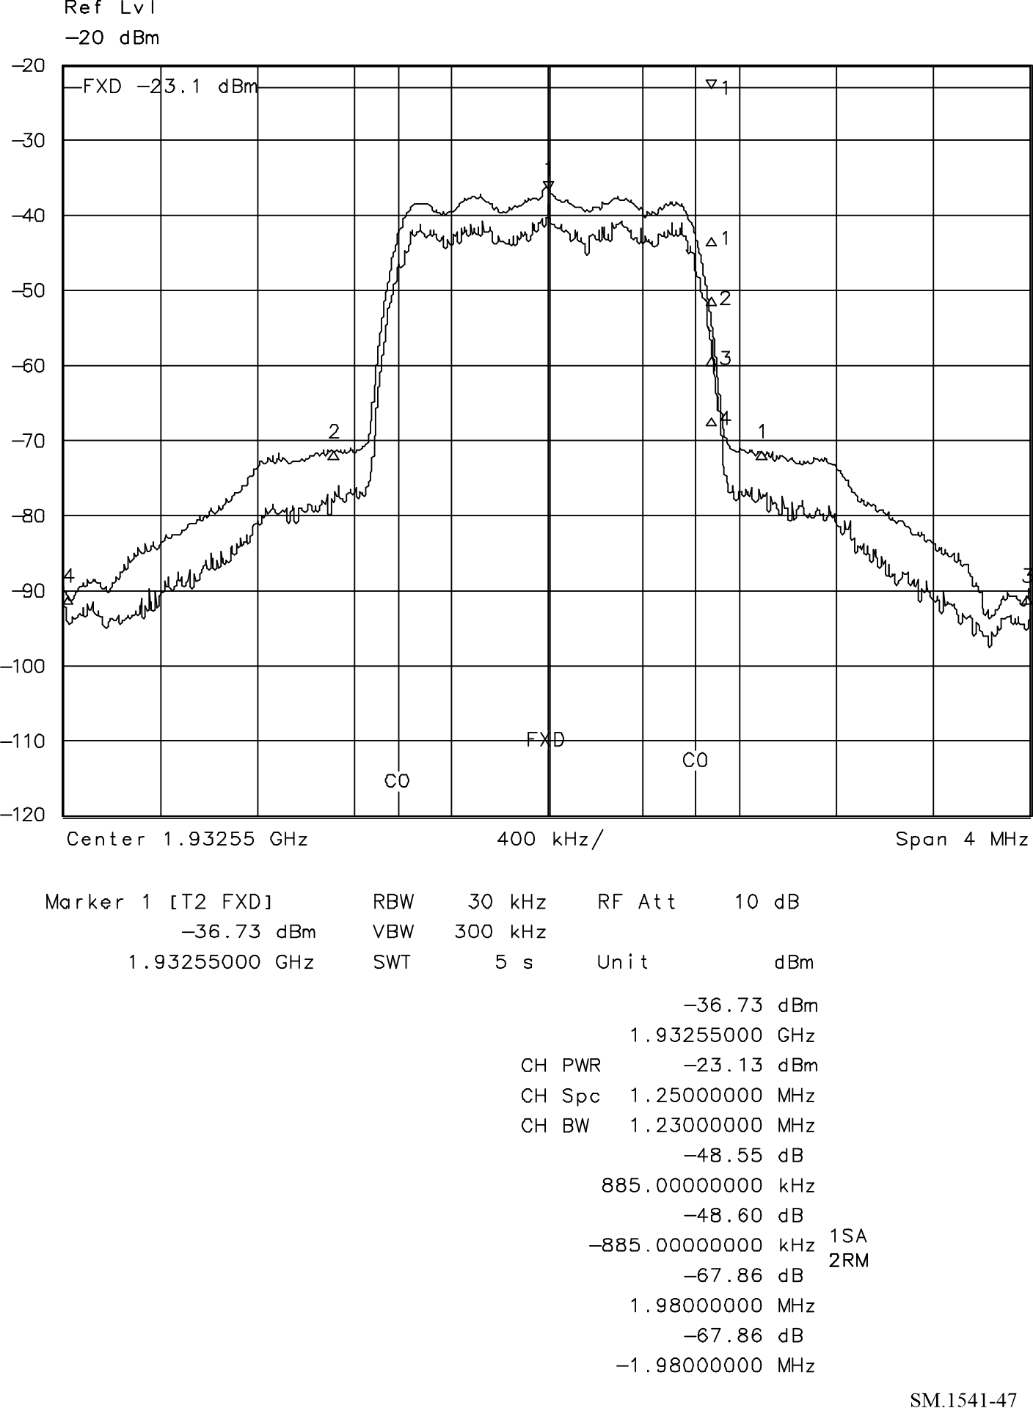 Ref Lvl
−20 dBm
−20
FXD −23.1 dBm
1
−30
1
−40
1
−50
2
−60
3
4
−70
2
1
−80
4
3
−90
−100
−110
FXD
CO
CO
−120
Center 1.93255 GHz 400 kHz/ Span 4 MHz
Marker 1 [T2 FXD] RBW 30 kHz RF Att 10 dB
−36.73 dBm VBW 300 kHz
1.93255000 GHz SWT 5 s Unit dBm
−36.73 dBm
1.93255000 GHz
CH PWR −23.13 dBm
CH Spc 1.25000000 MHz
CH BW 1.23000000 MHz
−48.55 dB
885.00000000 kHz
−48.60 dB
−885.00000000 kHz
1SA
2RM
−67.86 dB
1.98000000 MHz
−67.86 dB
−1.98000000 MHz
SM.1541-47